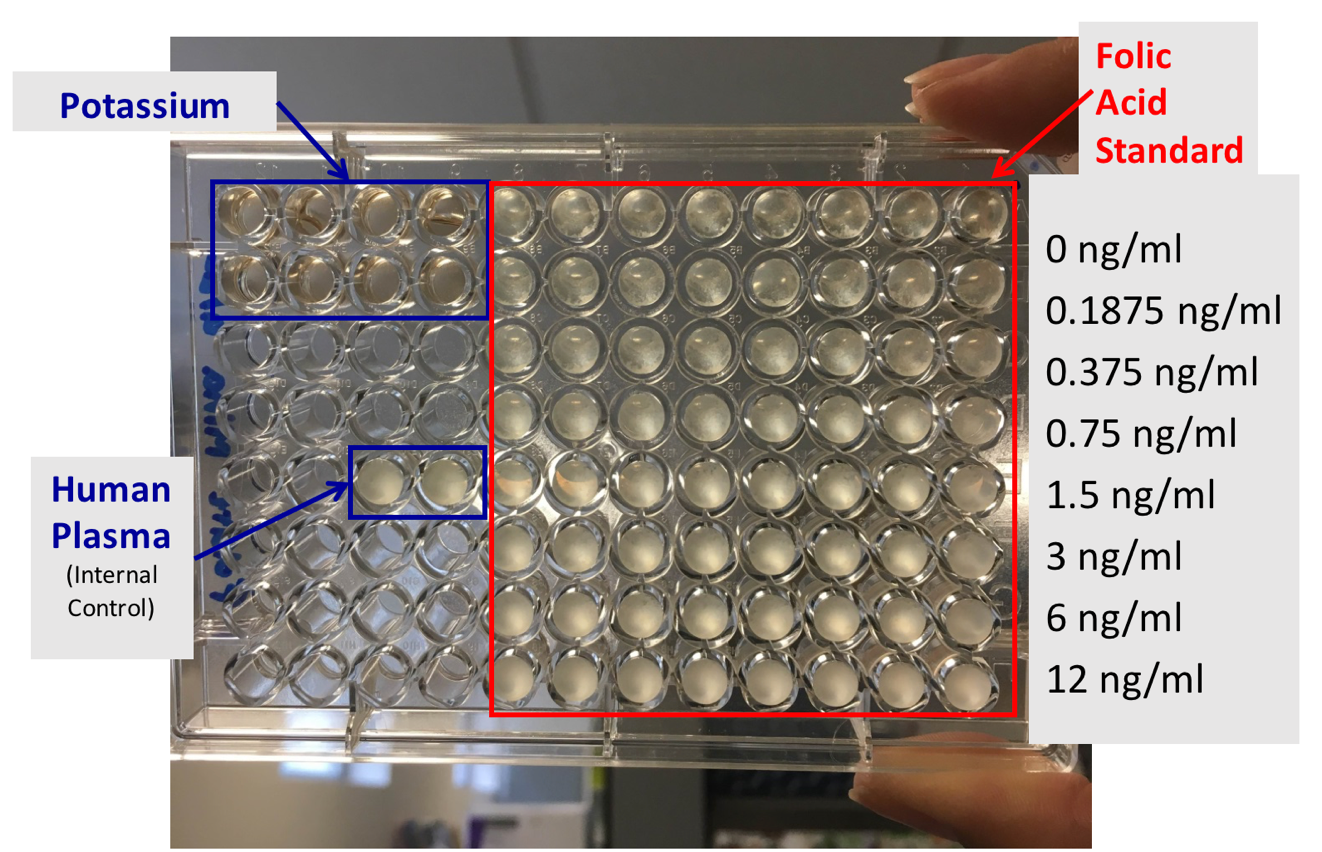 Potassium
Folic
Acid
Standard
0 ng/ml
0.1875 ng/ml
0.375 ng/ml
0.75 ng/ml
1.5 ng/ml
3 ng/ml
6 ng/ml
12 ng/ml
Human
Plasma
(Internal
Control)